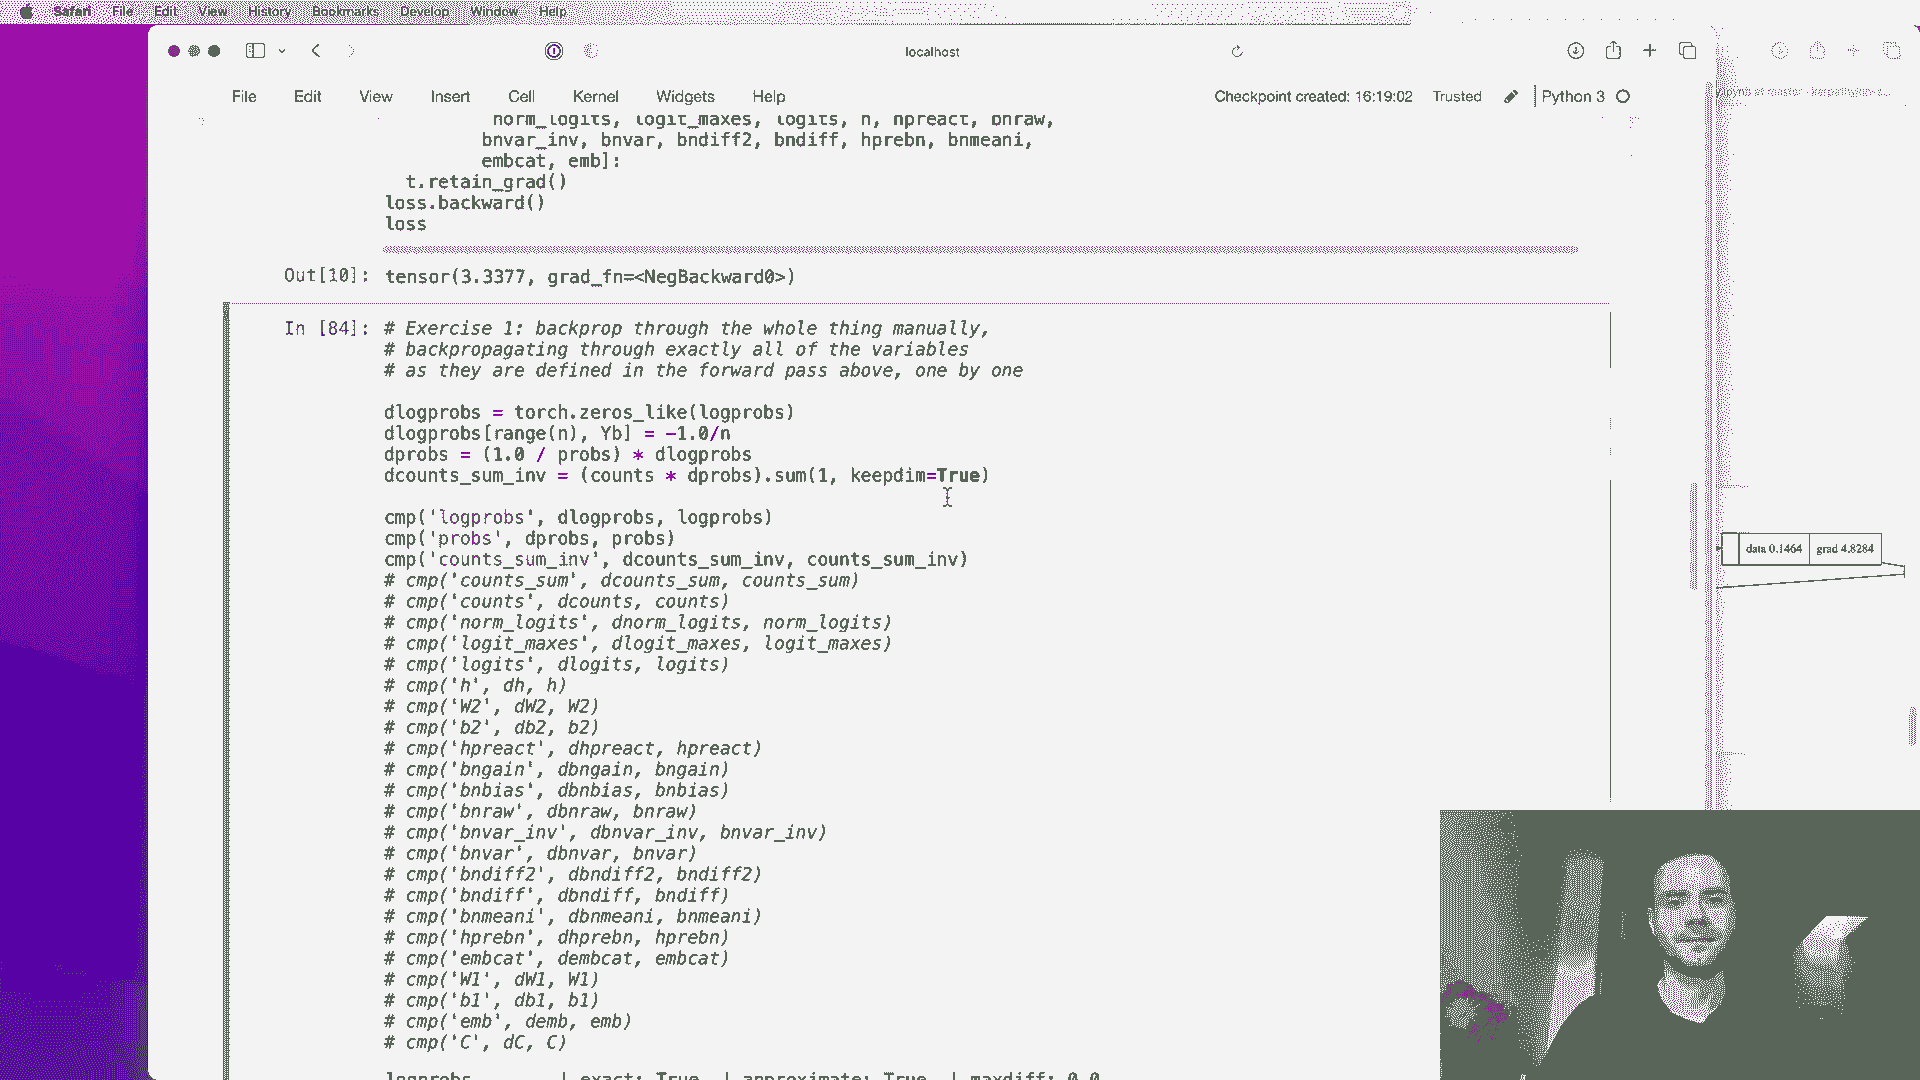 Safari File Edit View History Bookmarks Develop Window Help
localhost
File Edit View Insert Cell Kernel Widgets Help
Checkpoint created: 16:19:02 Trusted Python 3
norm_logits, logit_maxes, logits, n, npreact, bnraw,
bnvar_inv, bnvar, bndiff2, bndiff, hprebn, bnmeani,
embcat, emb]:
t.retain_grad()
loss.backward()
loss
Out[10]: tensor(3.3377, grad_fn=<NegBackward0>)
In [84]: # Exercise 1: backprop through the whole thing manually,
# backpropagating through exactly all of the variables
# as they are defined in the forward pass above, one by one
dlogprobs = torch.zeros_like(logprobs)
dlogprobs[range(n), Yb] = -1.0/n
dprobs = (1.0 / probs) * dlogprobs
dcounts_sum_inv = (counts * dprobs).sum(1, keepdim=True)
cmp('logprobs', dlogprobs, logprobs)
cmp('probs', dprobs, probs)
data 0.1464 grad 4.8284
cmp('counts_sum_inv', dcounts_sum_inv, counts_sum_inv)
# cmp('counts_sum', dcounts_sum, counts_sum)
# cmp('counts', dcounts, counts)
# cmp('norm_logits', dnorm_logits, norm_logits)
# cmp('logit_maxes', dlogit_maxes, logit_maxes)
# cmp('logits', dlogits, logits)
# cmp('h', dh, h)
# cmp('W2', dW2, W2)
# cmp('b2', db2, b2)
# cmp('hpreact', dhpreact, hpreact)
# cmp('bngain', dbngain, bngain)
# cmp('bnbias', dbnbias, bnbias)
# cmp('bnraw', dbnraw, bnraw)
# cmp('bnvar_inv', dbnvar_inv, bnvar_inv)
# cmp('bnvar', dbnvar, bnvar)
# cmp('bndiff2', dbndiff2, bndiff2)
# cmp('bndiff', dbndiff, bndiff)
# cmp('bnmeani', dbnmeani, bnmeani)
# cmp('hprebn', dhprebn, hprebn)
# cmp('embcat', dembcat, embcat)
# cmp('W1', dW1, W1)
# cmp('b1', db1, b1)
# cmp('emb', demb, emb)
# cmp('C', dC, C)
logprobs | exact: True | approximate: True | maxdiff: 0.0